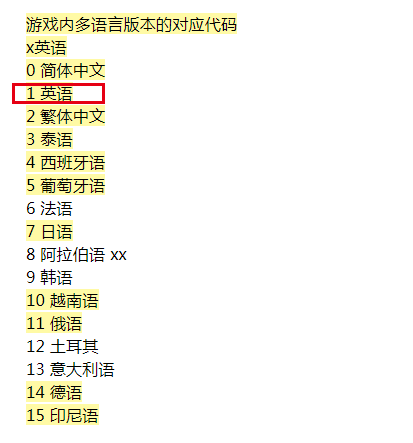 游戏内多语言版本的对应代码
x英语
0 简体中文
1 英语
2 繁体中文
3 泰语
4 西班牙语
5 葡萄牙语
6 法语
7 日语
8 阿拉伯语 xx
9 韩语
10 越南语
11 俄语
12 土耳其
13 意大利语
14 德语
15 印尼语